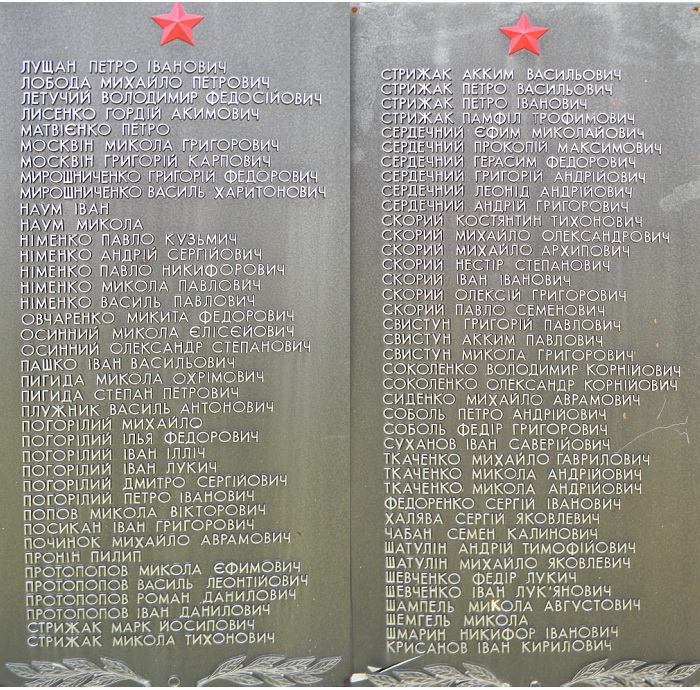 ЛУЩАН ПЕТРО ІВАНОВИЧ
ЛОБОДА МИХАЙЛО ПЕТРОВИЧ
ЛЕТУЧИЙ ВОЛОДИМИР ФЕДОСІЙОВИЧ
ЛИСЕНКО ГОРДІЙ АКИМОВИЧ
МАТВІЄНКО ПЕТРО
МОСКВІН МИКОЛА ГРИГОРОВИЧ
МОСКВІН ГРИГОРІЙ КАРПОВИЧ
МИРОШНИЧЕНКО ГРИГОРІЙ ФЕДОРОВИЧ
МИРОШНИЧЕНКО ВАСИЛЬ ХАРИТОНОВИЧ
НАУМ ІВАН
НАУМ МИКОЛА
НІМЕНКО ПАВЛО КУЗЬМИЧ
НІМЕНКО АНДРІЙ СЕРГІЙОВИЧ
НІМЕНКО ПАВЛО НИКИФОРОВИЧ
НІМЕНКО МИКОЛА ПАВЛОВИЧ
НІМЕНКО ВАСИЛЬ ПАВЛОВИЧ
ОВЧАРЕНКО МИКИТА ФЕДОРОВИЧ
ОСИННИЙ МИКОЛА ЄЛІСЄЙОВИЧ
ОСИННИЙ ОЛЕКСАНДР СТЕПАНОВИЧ
ПАШКО ІВАН ВАСИЛЬОВИЧ
ПИГИДА МИКОЛА ОХРІМОВИЧ
ПИГИДА СТЕПАН ПЕТРОВИЧ
ПЛУЖНИК ВАСИЛЬ АНТОНОВИЧ
ПОГОРІЛИЙ МИХАЙЛО
ПОГОРІЛИЙ ІЛЬЯ ФЕДОРОВИЧ
ПОГОРІЛИЙ ІВАН ІЛЛІЧ
ПОГОРІЛИЙ ІВАН ЛУКИЧ
ПОГОРІЛИЙ ДМИТРО СЕРГІЙОВИЧ
ПОГОРІЛИЙ ПЕТРО ІВАНОВИЧ
ПОПОВ МИКОЛА ВІКТОРОВИЧ
ПОСИКАН ІВАН ГРИГОРОВИЧ
ПОЧИНОК МИХАЙЛО АВРАМОВИЧ
ПРОНІН ПИЛИП
ПРОТОПОПОВ МИКОЛА ЄФИМОВИЧ
ПРОТОПОПОВ ВАСИЛЬ ЛЕОНТІЙОВИЧ
ПРОТОПОПОВ РОМАН ДАНИЛОВИЧ
ПРОТОПОПОВ ІВАН ДАНИЛОВИЧ
СТРИЖАК МАРК ЙОСИПОВИЧ
СТРИЖАК МИКОЛА ТИХОНОВИЧ
СТРИЖАК АККИМ ВАСИЛЬОВИЧ
СТРИЖАК ПЕТРО ВАСИЛЬОВИЧ
СТРИЖАК ПЕТРО ІВАНОВИЧ
СТРИЖАК ПАМФІЛ ТРОФИМОВИЧ
СЕРДЕЧНИЙ ЄФИМ МИКОЛАЙОВИЧ
СЕРДЕЧНИЙ ПРОКОПІЙ МАКСИМОВИЧ
СЕРДЕЧНИЙ ГЕРАСИМ ФЕДОРОВИЧ
СЕРДЕЧНИЙ ГРИГОРІЙ АНДРІЙОВИЧ
СЕРДЕЧНИЙ ЛЕОНІД АНДРІЙОВИЧ
СЕРДЕЧНИЙ АНДРІЙ ГРИГОРОВИЧ
СКОРИЙ КОСТЯНТИН ТИХОНОВИЧ
СКОРИЙ МИХАЙЛО ОЛЕКСАНДРОВИЧ
СКОРИЙ МИХАЙЛО АРХИПОВИЧ
СКОРИЙ НЕСТІР СТЕПАНОВИЧ
СКОРИЙ ІВАН ІВАНОВИЧ
СКОРИЙ ОЛЕКСІЙ ГРИГОРОВИЧ
СКОРИЙ ПАВЛО СЕМЕНОВИЧ
СВИСТУН ГРИГОРІЙ ПАВЛОВИЧ
СВИСТУН АККИМ ПАВЛОВИЧ
СВИСТУН МИКОЛА ГРИГОРОВИЧ
СОКОЛЕНКО ВОЛОДИМИР КОРНІЙОВИЧ
СОКОЛЕНКО ОЛЕКСАНДР КОРНІЙОВИЧ
СИДЕНКО МИХАЙЛО АВРАМОВИЧ
СОБОЛЬ ПЕТРО АНДРІЙОВИЧ
СОБОЛЬ ФЕДІР ГРИГОРОВИЧ
СУХАНОВ ІВАН САВЕРІЙОВИЧ
ТКАЧЕНКО МИХАЙЛО ГАВРИЛОВИЧ
ТКАЧЕНКО МИКОЛА АНДРІЙОВИЧ
ТКАЧЕНКО МИКОЛА АНДРІЙОВИЧ
ФЕДОРЕНКО СЕРГІЙ ІВАНОВИЧ
ХАЛЯВА СЕРГІЙ ЯКОВЛЕВИЧ
ЧАБАН СЕМЕН КАЛИНОВИЧ
ШАТУЛІН АНДРІЙ ТИМОФІЙОВИЧ
ШАТУЛІН МИХАЙЛО ЯКОВЛЕВИЧ
ШЕВЧЕНКО ФЕДІР ЛУКИЧ
ШЕВЧЕНКО ІВАН ЛУК'ЯНОВИЧ
ШАМПЕЛЬ МИКОЛА АВГУСТОВИЧ
ШЕМГЕЛЬ МИКОЛА
ШМАРИН НИКИФОР ІВАНОВИЧ
КРИСАНОВ ІВАН КИРИЛОВИЧ